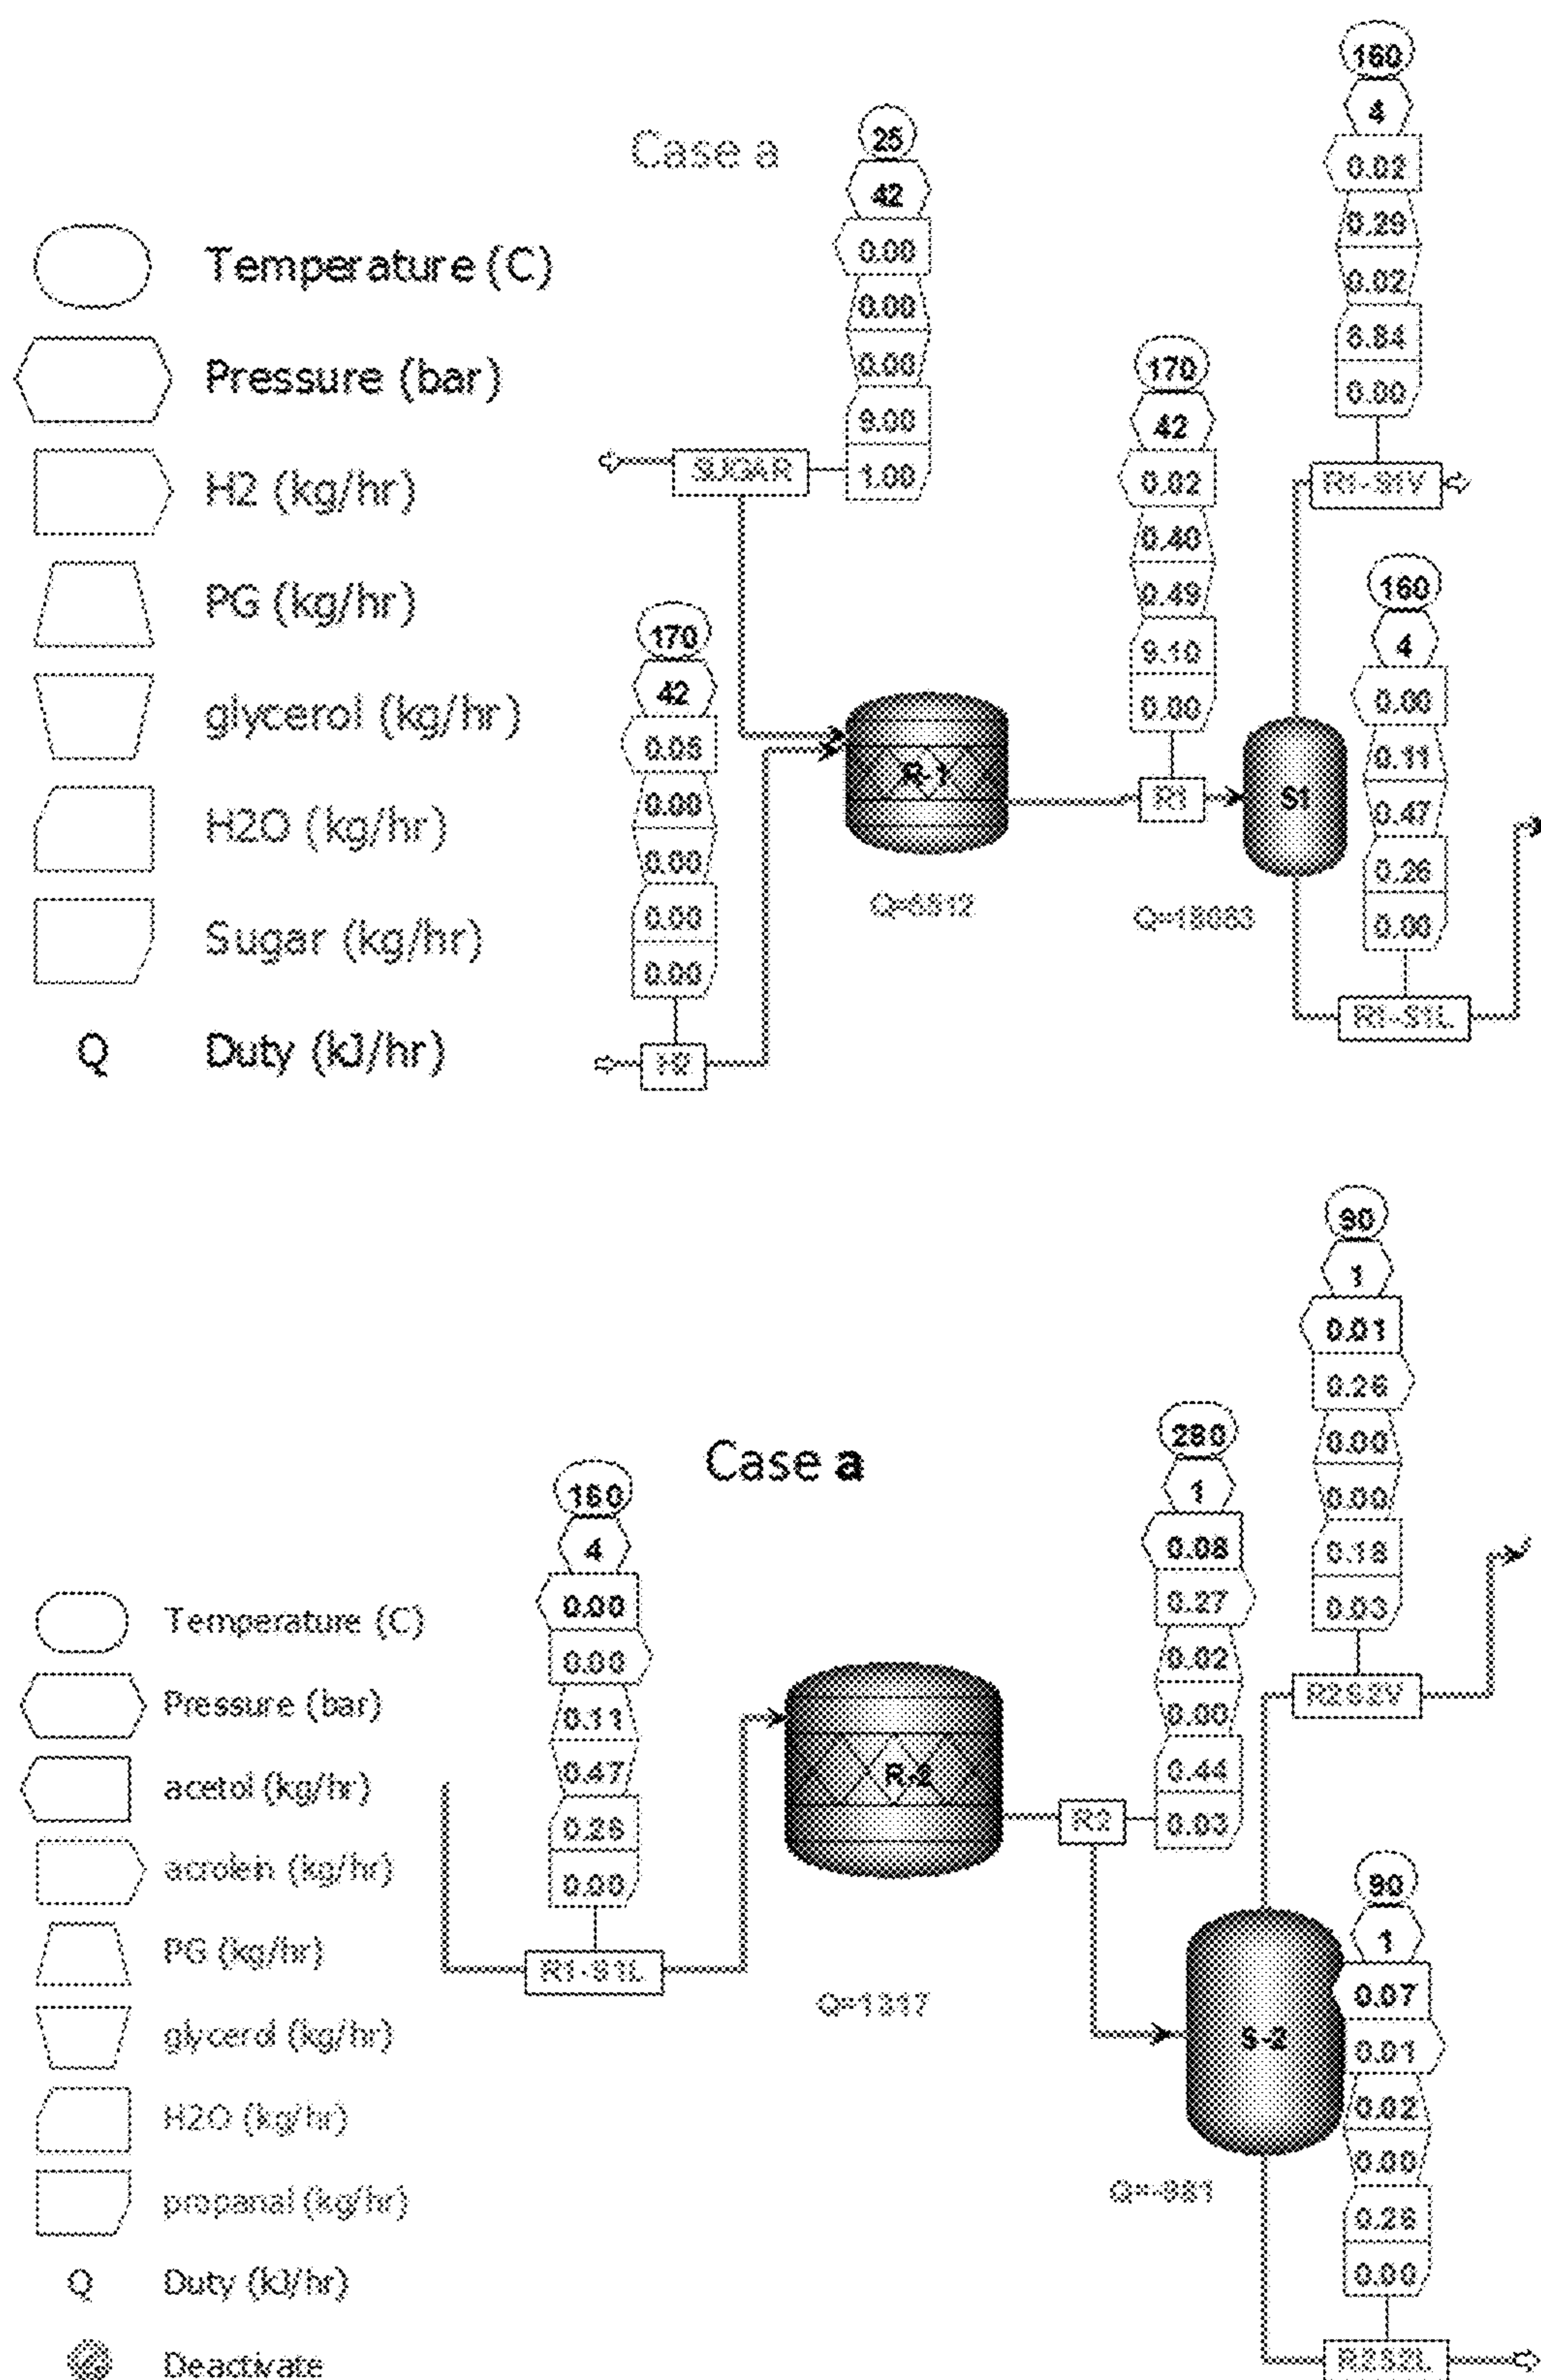 Case a
Temperature (C)
Pressure (bar)
H2 (kg/hr)
PG (kg/hr)
glycerol (kg/hr)
H2O (kg/hr)
Sugar (kg/hr)
Q Duty (kJ/hr)
25
42
0.00
0.00
0.00
9.00
1.00
SUGAR
170
42
0.05
0.00
0.00
0.00
0.00
H2
R-1
170
42
0.02
0.40
0.49
9.10
0.00
R1
S1
160
4
0.02
0.29
0.02
8.84
0.00
R1-S1V
160
4
0.00
0.11
0.47
0.26
0.00
R1-S1L
Case a
Temperature (C)
Pressure (bar)
acetol (kg/hr)
acrolein (kg/hr)
PG (kg/hr)
glycerol (kg/hr)
H2O (kg/hr)
propanal (kg/hr)
Q Duty (kJ/hr)
Deactivate
160
4
0.00
0.00
0.11
0.47
0.26
0.00
R1-S1L
R-2
Q=1817
280
1
0.08
0.27
0.02
0.00
0.44
0.03
R2
S-2
Q=-981
90
1
0.01
0.26
0.00
0.00
0.18
0.03
R2S2V
90
1
0.07
0.01
0.02
0.00
0.26
0.00
R2S2L